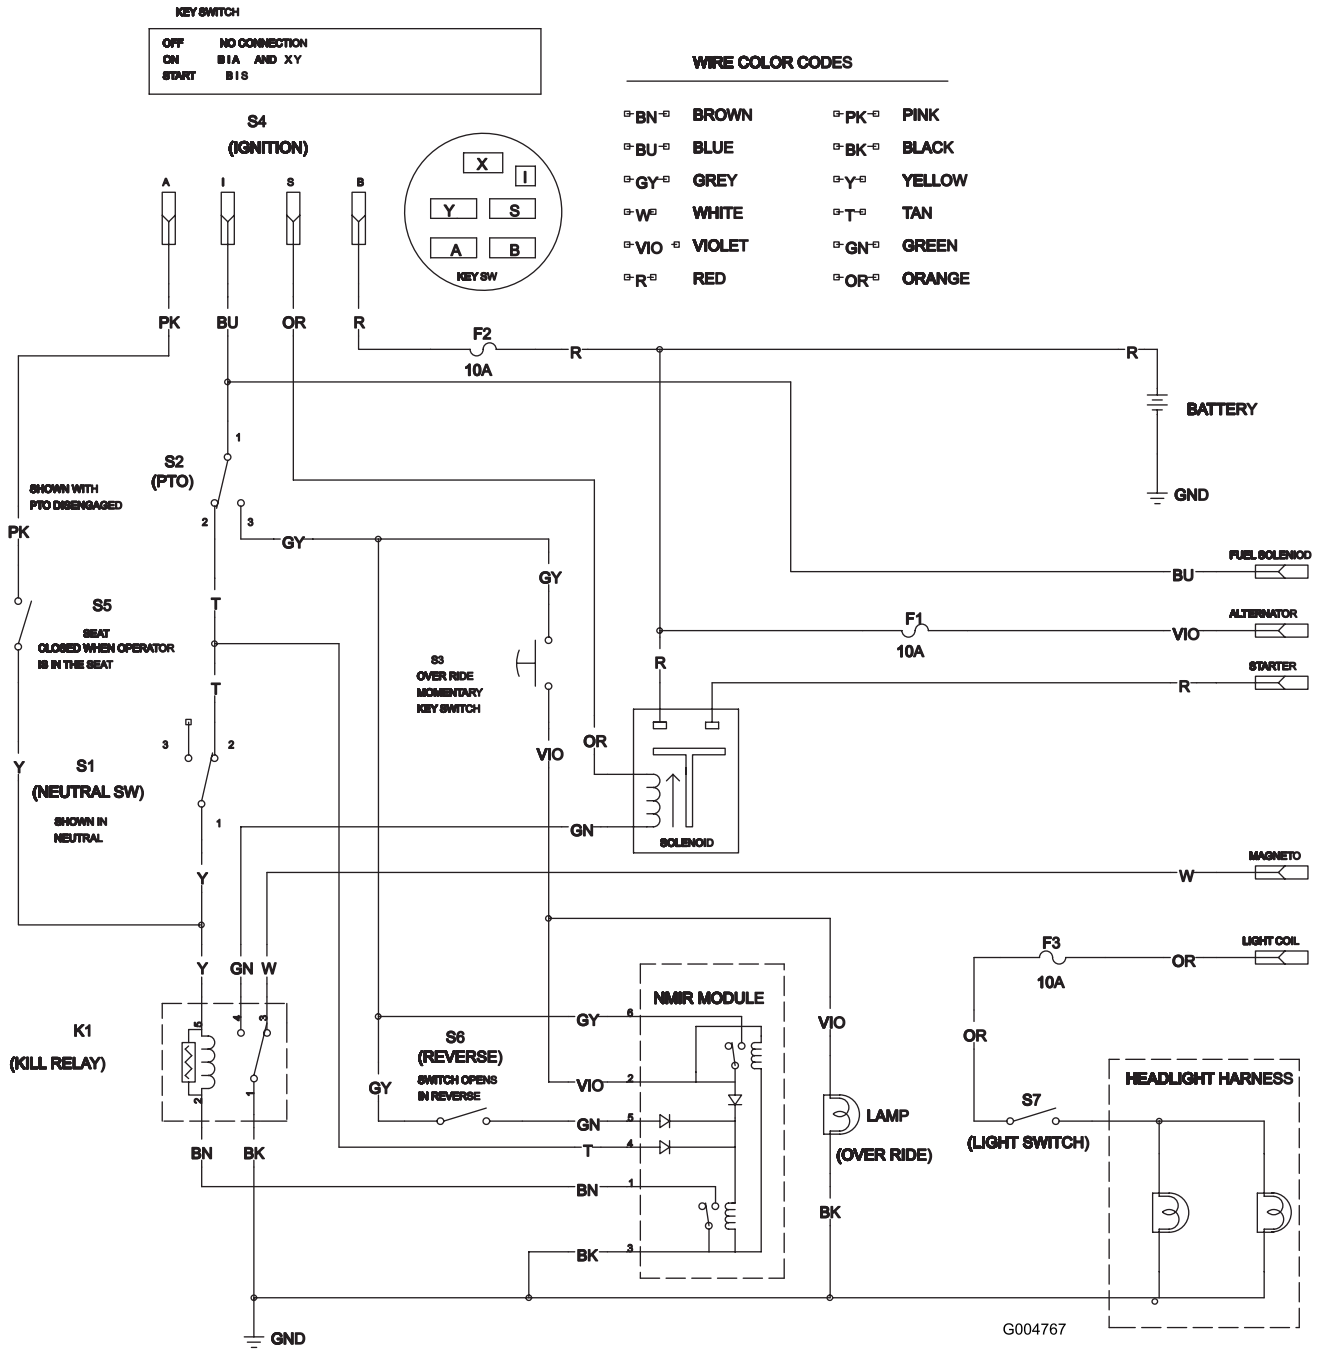 KEY SWITCH
OFF NO CONNECTION
ON B I A AND X Y
START B I S
WIRE COLOR CODES
BN BROWN PK PINK
BU BLUE BK BLACK
GY GREY Y YELLOW
W WHITE T TAN
VIO VIOLET GN GREEN
R RED OR ORANGE
S4
(IGNITION)
A I S B
X
I
Y S
A B
KEY SW
PK BU OR R
F2
10A
R
R
BATTERY
GND
1
S2
(PTO)
SHOWN WITH
PTO DISENGAGED
2 3
PK
GY
GY
FUEL SOLENIOD
BU
T
S5
SEAT
CLOSED WHEN OPERATOR
IS IN THE SEAT
F1
10A
ALTERNATOR
VIO
S3
OVER RIDE
MOMENTARY
KEY SWITCH
R
STARTER
R
T
3 2
Y
S1
(NEUTRAL SW)
SHOWN IN
NEUTRAL
1
VIO
OR
GN
SOLENOID
MAGNETO
W
Y
F3
10A
LIGHT COIL
OR
Y GN W
K1
(KILL RELAY)
5 4 3
2 1
NMIR MODULE
GY 6
S6
(REVERSE)
SWITCH OPENS
IN REVERSE
VIO
OR
GY
VIO 2
GN 5
T 4
BN 1
BK 3
LAMP
(OVER RIDE)
S7
(LIGHT SWITCH)
HEADLIGHT HARNESS
BN BK
BK
GND
G004767